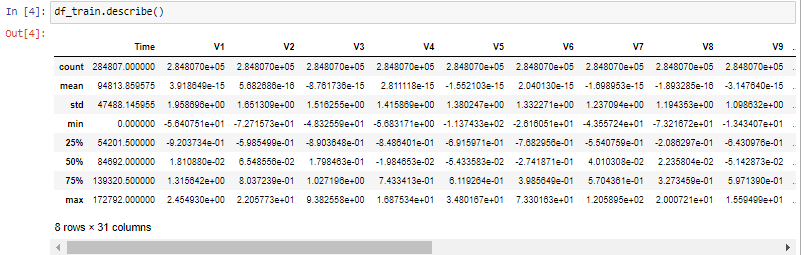 In [4]: df_train.describe()
Out[4]:
Time V1 V2 V3 V4 V5 V6 V7 V8 V9 ..
count 284807.000000 2.848070e+05 2.848070e+05 2.848070e+05 2.848070e+05 2.848070e+05 2.848070e+05 2.848070e+05 2.848070e+05 2.848070e+05 ..
mean 94813.859575 3.918649e-15 5.682686e-16 -8.761736e-15 2.811118e-15 -1.552103e-15 2.040130e-15 -1.698953e-15 -1.893285e-16 -3.147640e-15 ..
std 47488.145955 1.958696e+00 1.651309e+00 1.516255e+00 1.415869e+00 1.380247e+00 1.332271e+00 1.237094e+00 1.194353e+00 1.098632e+00 ..
min 0.000000 -5.640751e+01 -7.271573e+01 -4.832559e+01 -5.683171e+00 -1.137433e+02 -2.616051e+01 -4.355724e+01 -7.321672e+01 -1.343407e+01 ..
25% 54201.500000 -9.203734e-01 -5.985499e-01 -8.903648e-01 -8.486401e-01 -6.915971e-01 -7.682956e-01 -5.540759e-01 -2.086297e-01 -6.430976e-01 ..
50% 84692.000000 1.810880e-02 6.548556e-02 1.798463e-01 -1.984653e-02 -5.433583e-02 -2.741871e-01 4.010308e-02 2.235804e-02 -5.142873e-02 ..
75% 139320.500000 1.315642e+00 8.037239e-01 1.027196e+00 7.433413e-01 6.119264e-01 3.985649e-01 5.704361e-01 3.273459e-01 5.971390e-01 ..
max 172792.000000 2.454930e+00 2.205773e+01 9.382558e+00 1.687534e+01 3.480167e+01 7.330163e+01 1.205895e+02 2.000721e+01 1.559499e+01 ..
8 rows × 31 columns